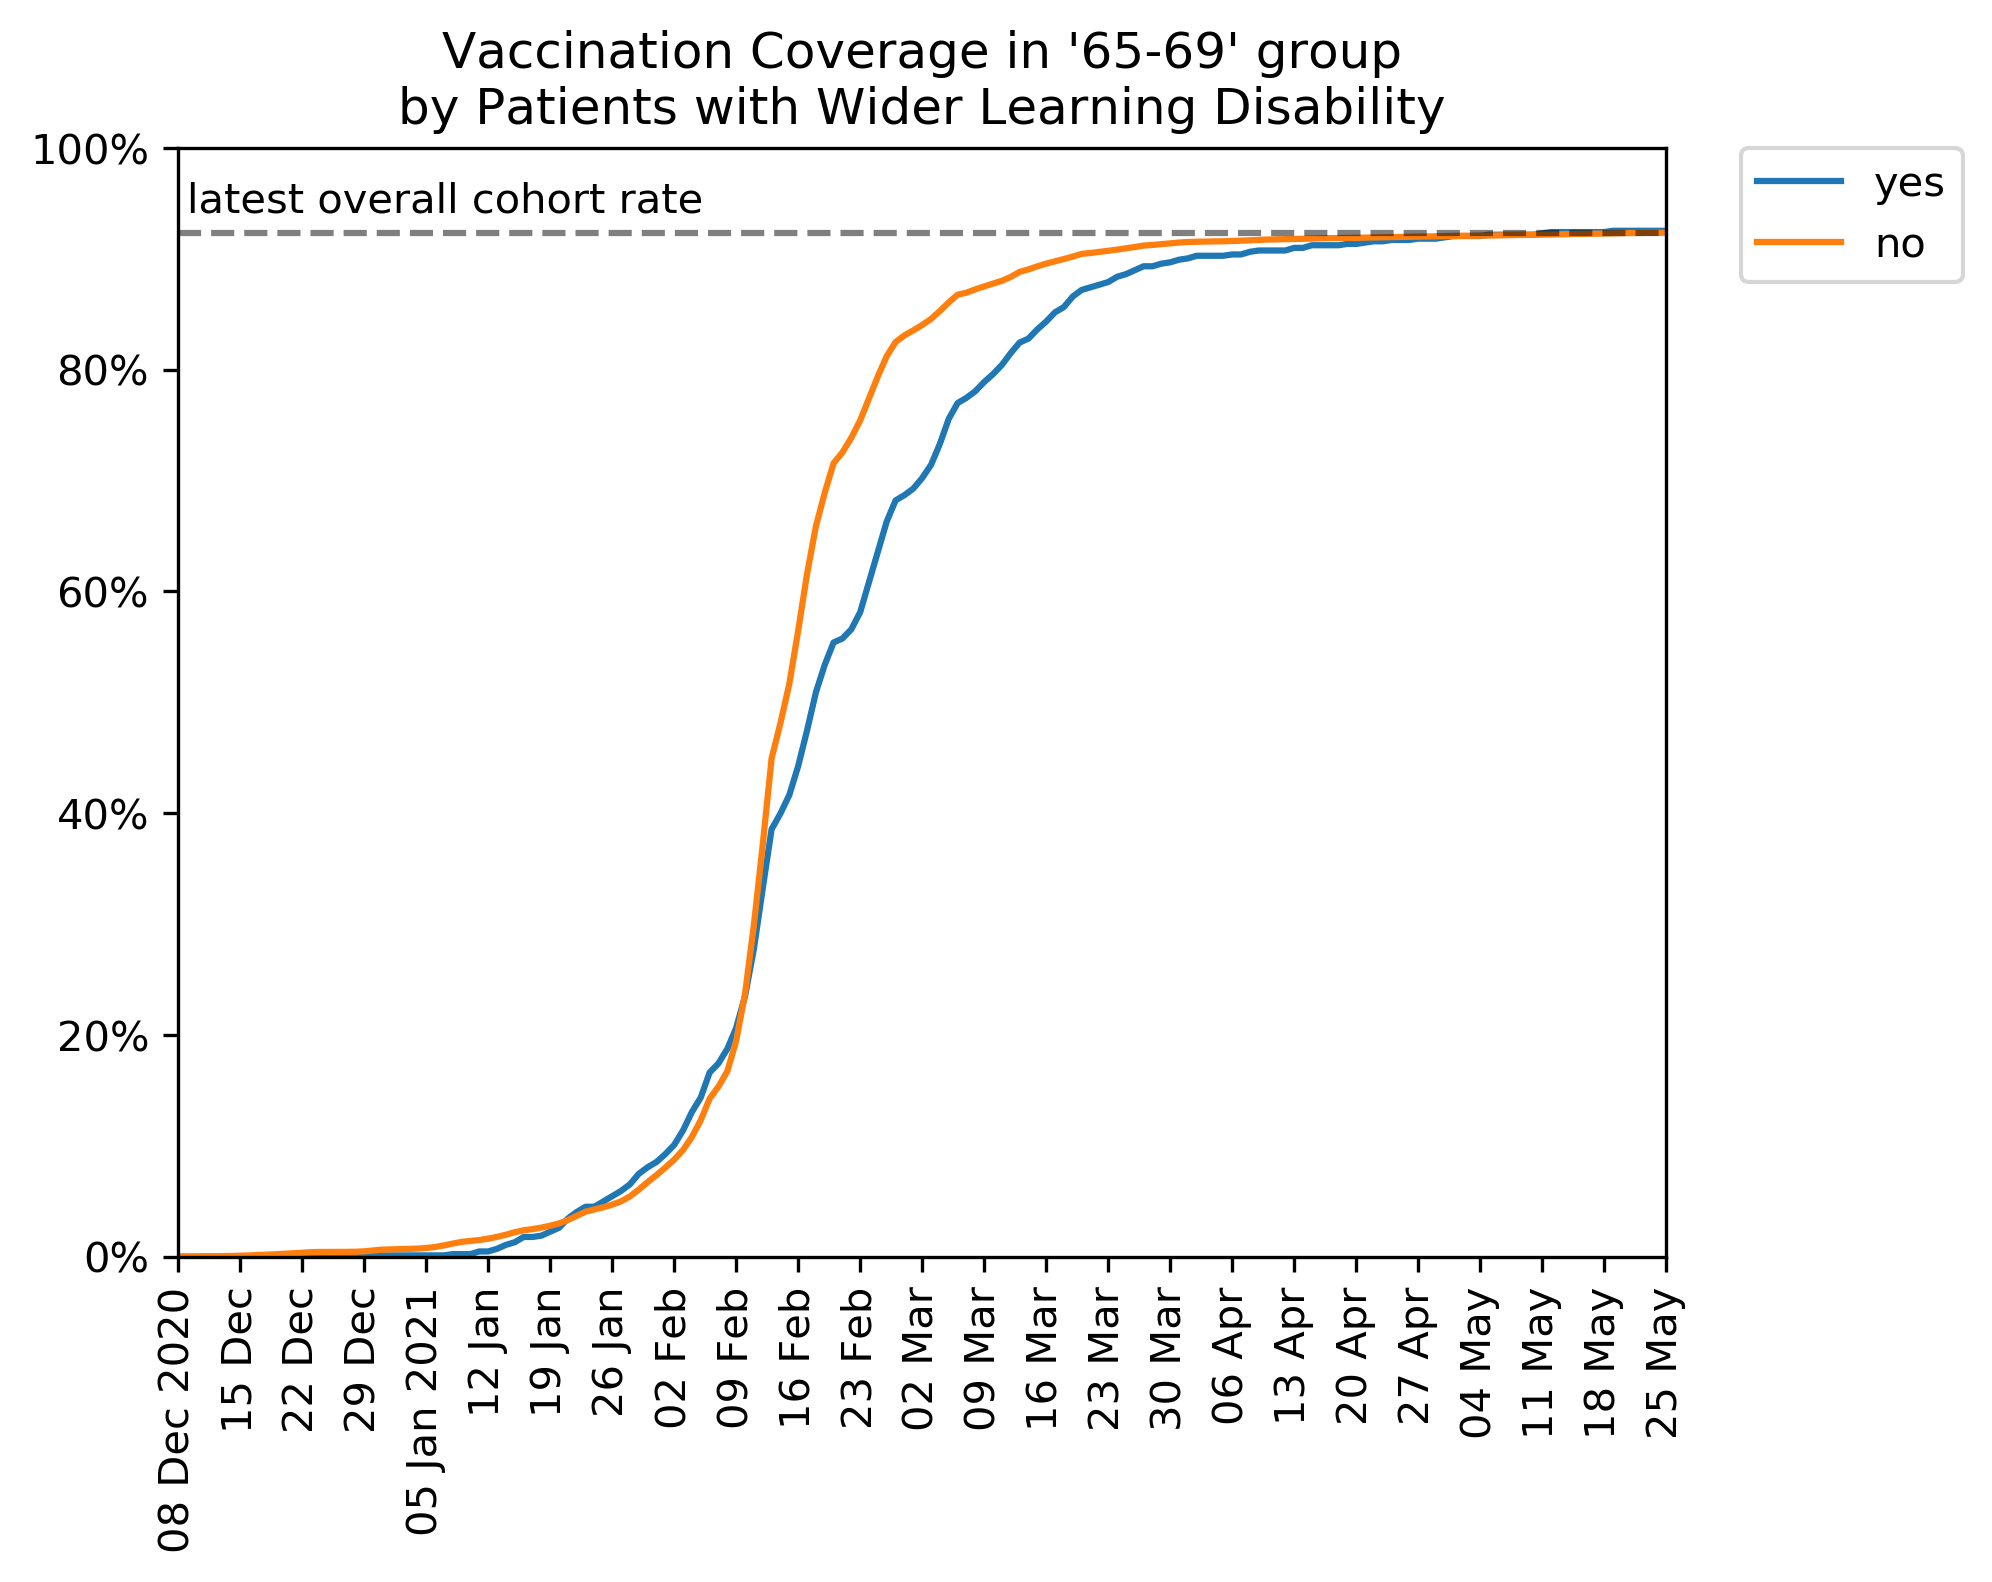 Vaccination Coverage in '65-69' group
by Patients with Wider Learning Disability
100%
80%
60%
40%
20%
0%
latest overall cohort rate
yes
no
08 Dec 2020
15 Dec
22 Dec
29 Dec
05 Jan 2021
12 Jan
19 Jan
26 Jan
02 Feb
09 Feb
16 Feb
23 Feb
02 Mar
09 Mar
16 Mar
23 Mar
30 Mar
06 Apr
13 Apr
20 Apr
27 Apr
04 May
11 May
18 May
25 May